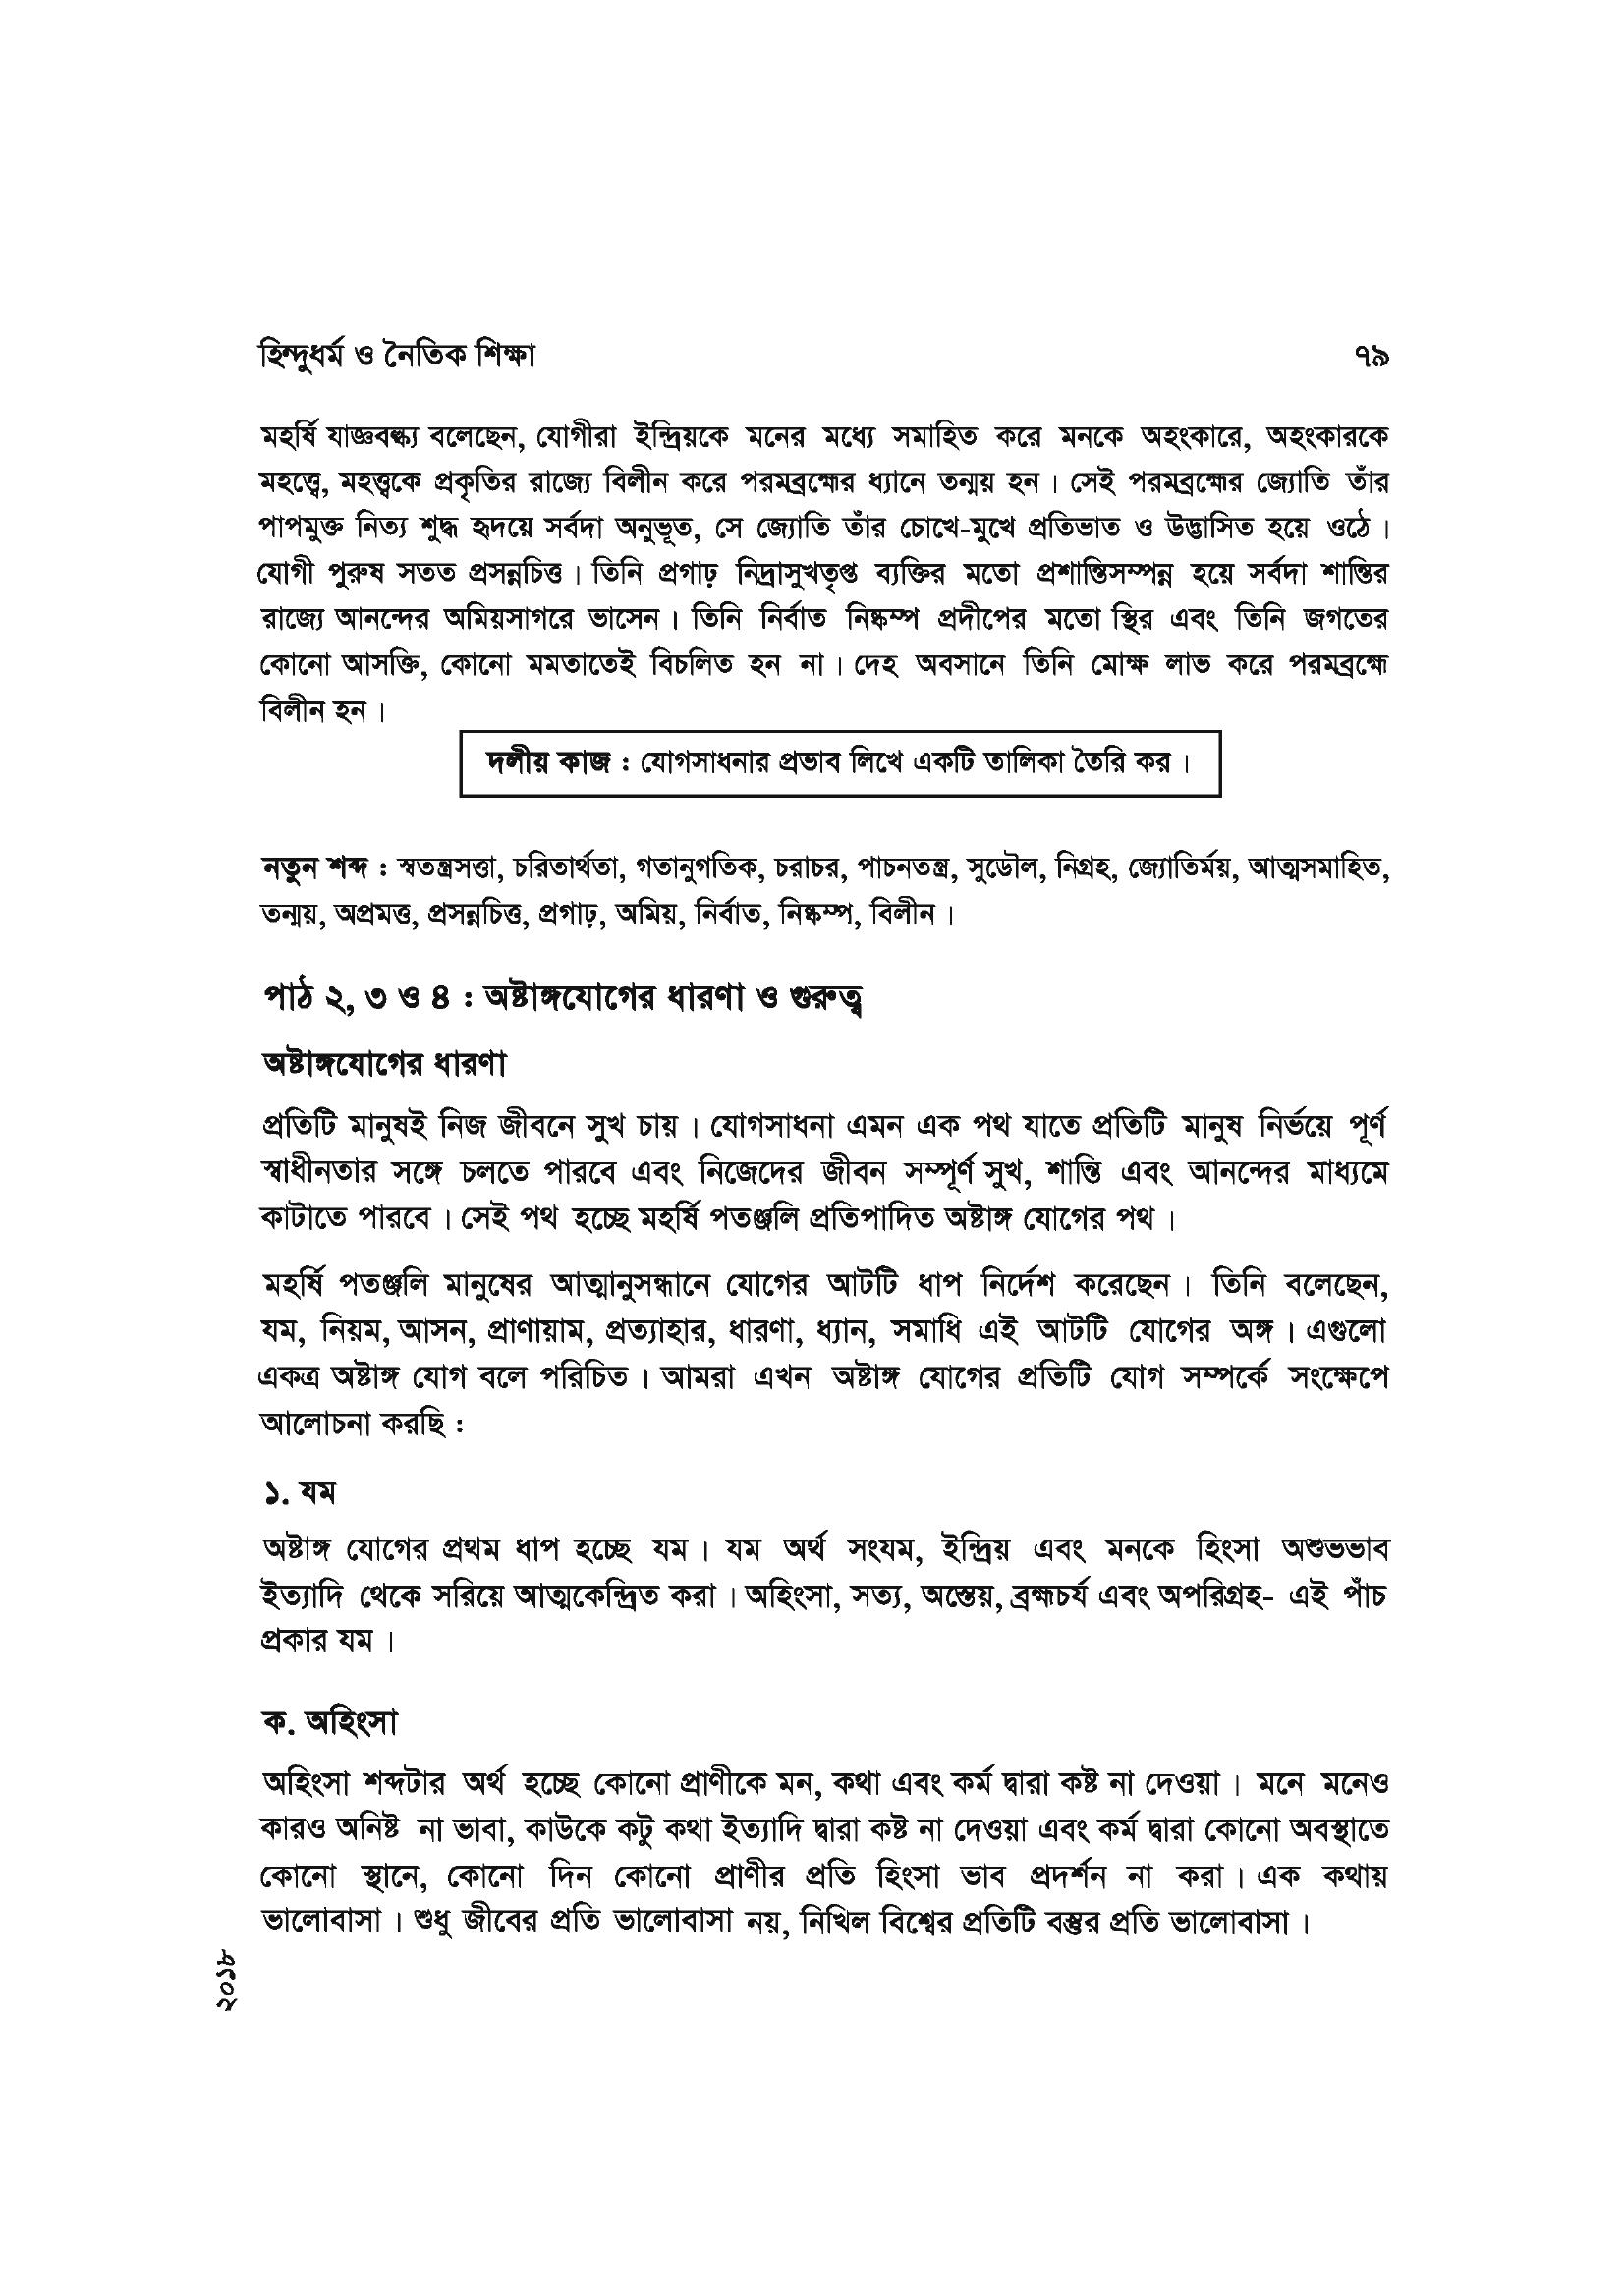 হিন্দুধর্ম ও নৈতিক শিক্ষা ৭৯
মহর্ষি যাজ্ঞবল্ক্য বলেছেন, যোগীরা ইন্দ্রিয়কে মনের মধ্যে সমাহিত করে মনকে অহংকারে, অহংকারকে
মহত্ত্বে, মহত্ত্বকে প্রকৃতির রাজ্যে বিলীন করে পরমব্রহ্মের ধ্যানে তন্ময় হন। সেই পরমব্রহ্মের জ্যোতি তাঁর
পাপমুক্ত নিত্য শুদ্ধ হৃদয়ে সর্বদা অনুভূত, সে জ্যোতি তাঁর চোখে-মুখে প্রতিভাত ও উদ্ভাসিত হয়ে ওঠে।
যোগী পুরুষ সতত প্রসন্নচিত্ত। তিনি প্রগাঢ় নিদ্রাসুখতৃপ্ত ব্যক্তির মতো প্রশান্তিসম্পন্ন হয়ে সর্বদা শান্তির
রাজ্যে আনন্দের অমিয়সাগরে ভাসেন। তিনি নির্বাত নিষ্কম্প প্রদীপের মতো স্থির এবং তিনি জগতের
কোনো আসক্তি, কোনো মমতাতেই বিচলিত হন না। দেহ অবসানে তিনি মোক্ষ লাভ করে পরমব্রহ্মে
বিলীন হন।
দলীয় কাজ : যোগসাধনার প্রভাব লিখে একটি তালিকা তৈরি কর।
নতুন শব্দ : স্বতন্ত্রসত্তা, চরিতার্থতা, গতানুগতিক, চরাচর, পাচনতন্ত্র, সুডৌল, নিগ্রহ, জ্যোতির্ময়, আত্মসমাহিত,
তন্ময়, অপ্রমত্ত, প্রসন্নচিত্ত, প্রগাঢ়, অমিয়, নির্বাত, নিষ্কম্প, বিলীন।
পাঠ ২, ৩ ও ৪ : অষ্টাঙ্গযোগের ধারণা ও গুরুত্ব
অষ্টাঙ্গযোগের ধারণা
প্রতিটি মানুষই নিজ জীবনে সুখ চায়। যোগসাধনা এমন এক পথ যাতে প্রতিটি মানুষ নির্ভয়ে পূর্ণ
স্বাধীনতার সঙ্গে চলতে পারবে এবং নিজেদের জীবন সম্পূর্ণ সুখ, শান্তি এবং আনন্দের মাধ্যমে
কাটাতে পারবে। সেই পথ হচ্ছে মহর্ষি পতঞ্জলি প্রতিপাদিত অষ্টাঙ্গ যোগের পথ।
মহর্ষি পতঞ্জলি মানুষের আত্মানুসন্ধানে যোগের আটটি ধাপ নির্দেশ করেছেন। তিনি বলেছেন,
যম, নিয়ম, আসন, প্রাণায়াম, প্রত্যাহার, ধারণা, ধ্যান, সমাধি এই আটটি যোগের অঙ্গ। এগুলো
একত্র অষ্টাঙ্গ যোগ বলে পরিচিত। আমরা এখন অষ্টাঙ্গ যোগের প্রতিটি যোগ সম্পর্কে সংক্ষেপে
আলোচনা করছি :
১. যম
অষ্টাঙ্গ যোগের প্রথম ধাপ হচ্ছে যম। যম অর্থ সংযম, ইন্দ্রিয় এবং মনকে হিংসা অশুভভাব
ইত্যাদি থেকে সরিয়ে আত্মকেন্দ্রিত করা। অহিংসা, সত্য, অস্তেয়, ব্রহ্মচর্য এবং অপরিগ্রহ- এই পাঁচ
প্রকার যম।
ক. অহিংসা
অহিংসা শব্দটার অর্থ হচ্ছে কোনো প্রাণীকে মন, কথা এবং কর্ম দ্বারা কষ্ট না দেওয়া। মনে মনেও
কারও অনিষ্ট না ভাবা, কাউকে কটু কথা ইত্যাদি দ্বারা কষ্ট না দেওয়া এবং কর্ম দ্বারা কোনো অবস্থাতে
কোনো স্থানে, কোনো দিন কোনো প্রাণীর প্রতি হিংসা ভাব প্রদর্শন না করা। এক কথায়
ভালোবাসা। শুধু জীবের প্রতি ভালোবাসা নয়, নিখিল বিশ্বের প্রতিটি বস্তুর প্রতি ভালোবাসা।
২০১৮